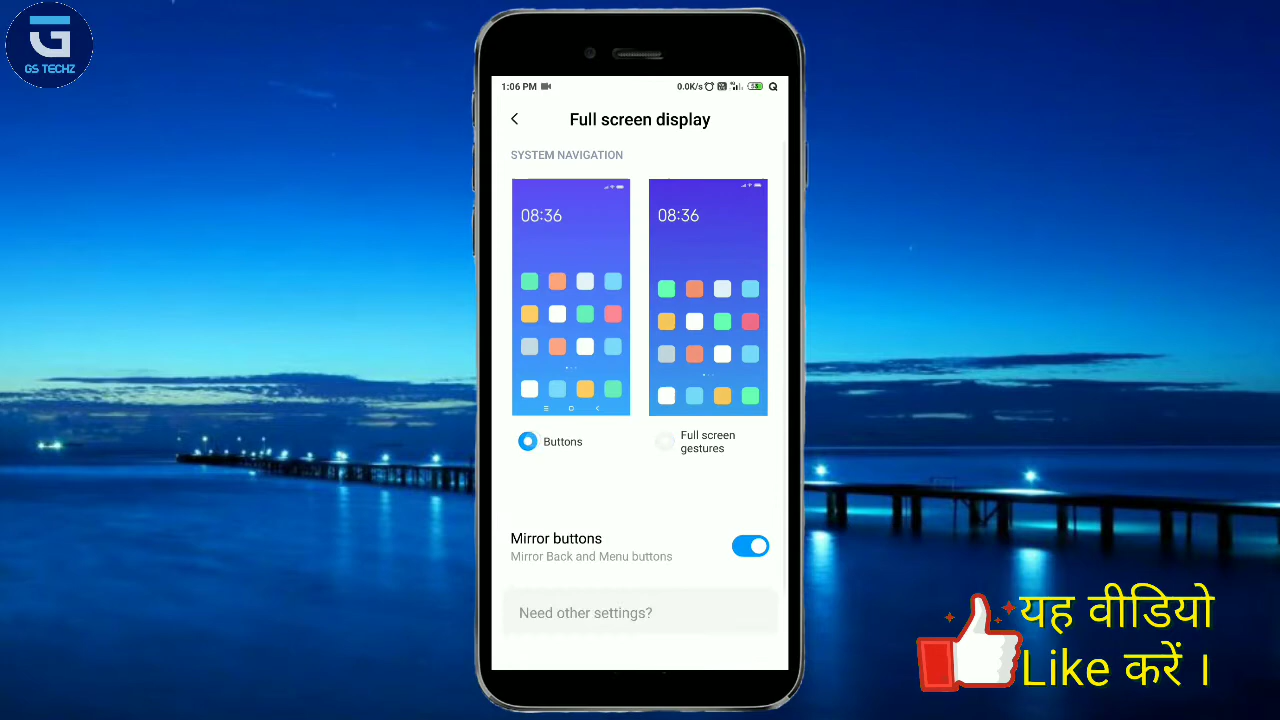 GS TECHZ
1:06 PM
0.0K/s
Full screen display
SYSTEM NAVIGATION
08:36
08:36
Buttons
Full screen
gestures
Mirror buttons
Mirror Back and Menu buttons
Need other settings?
यह वीडियो
Like करें ।